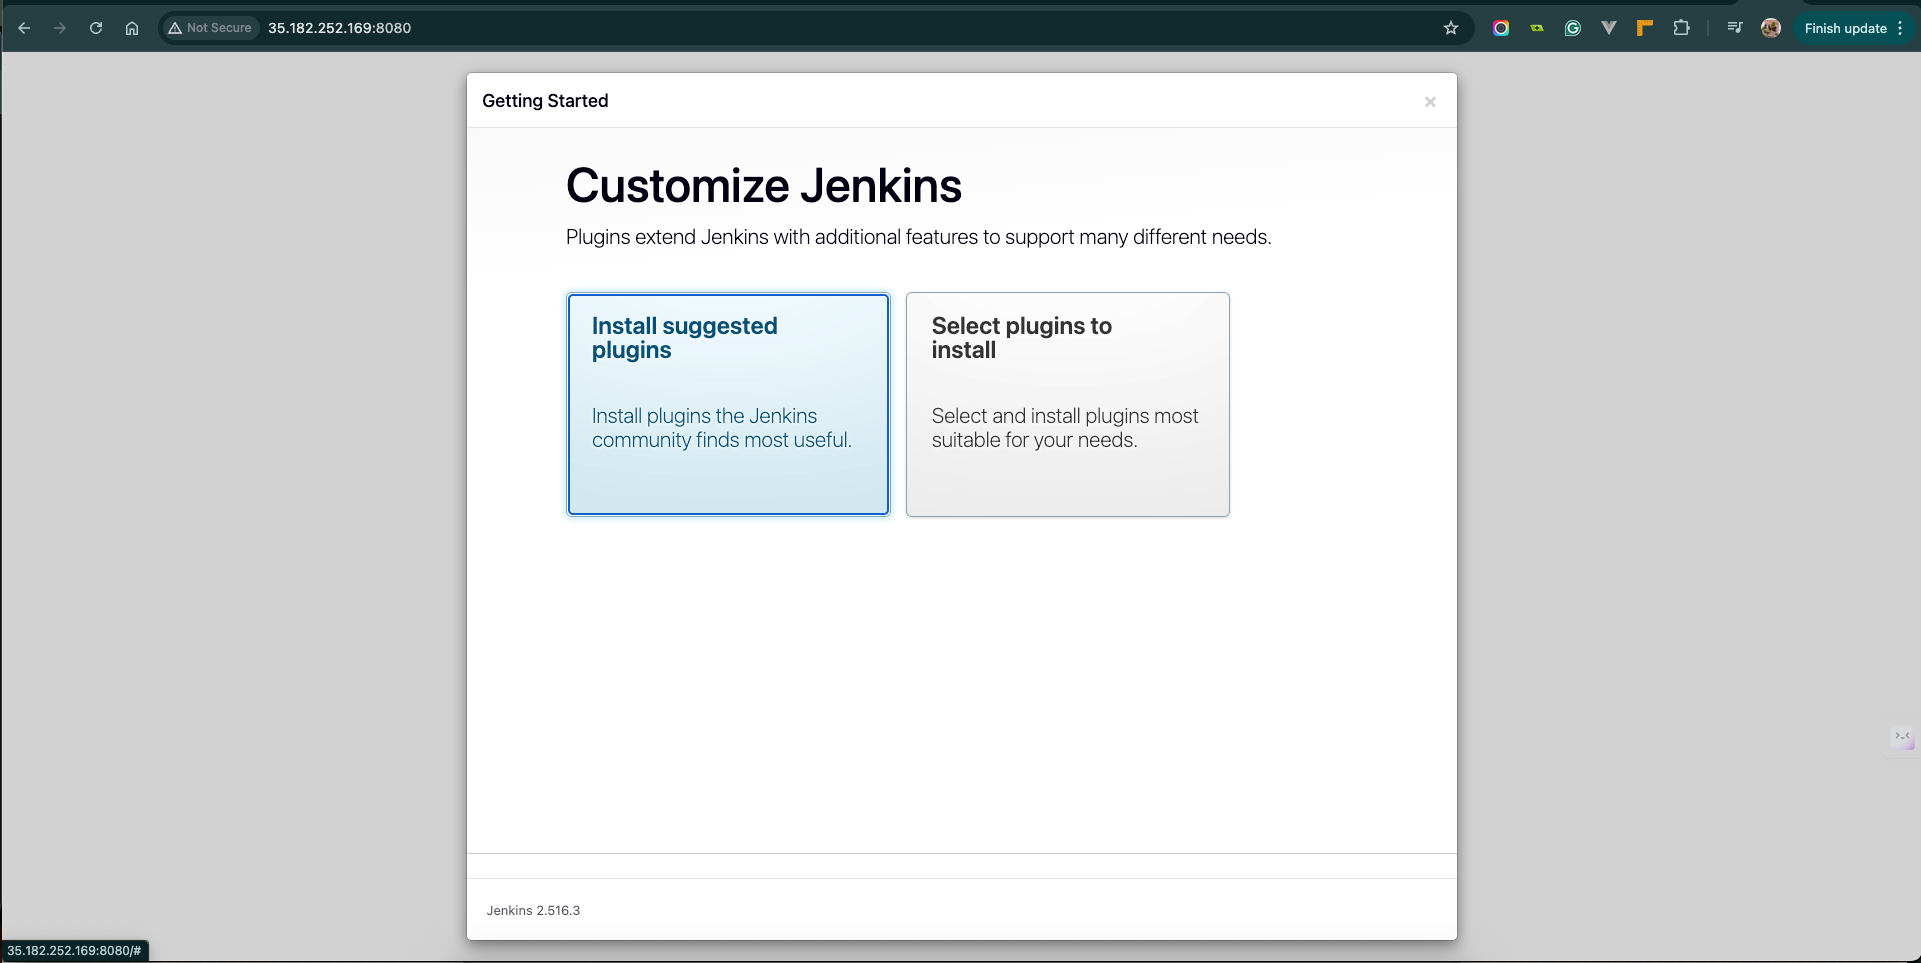 Not Secure
35.182.252.169:8080
Finish update
Getting Started
Customize Jenkins
Plugins extend Jenkins with additional features to support many different needs.
Install suggested
plugins
Install plugins the Jenkins
community finds most useful.
Select plugins to
install
Select and install plugins most
suitable for your needs.
Jenkins 2.516.3
35.182.252.169:8080/#